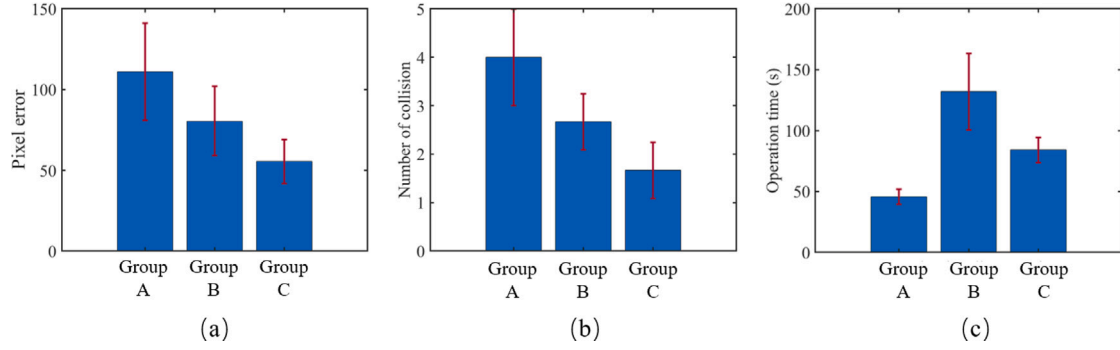 Pixel error
150
100
50
0
Group Group Group
A B C
(a)
Number of collision
5
4
3
2
1
0
Group Group Group
A B C
(b)
Operation time (s)
200
150
100
50
0
Group Group Group
A B C
(c)